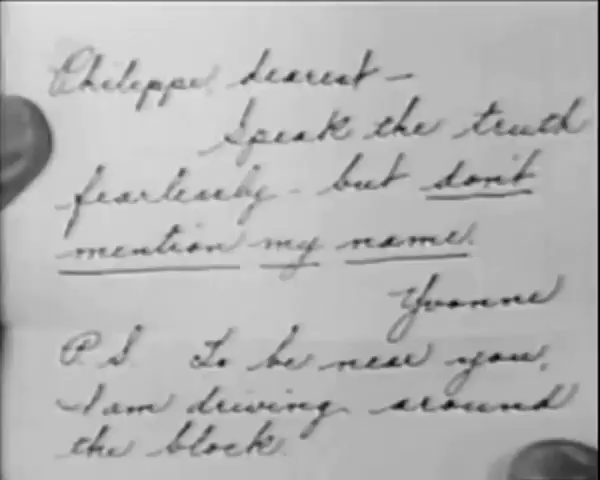 Philippe dearest –
Speak the truth
fearlessly – but don't
mention my name.
Yvonne
P.S. To be near you,
I am driving around
the block.